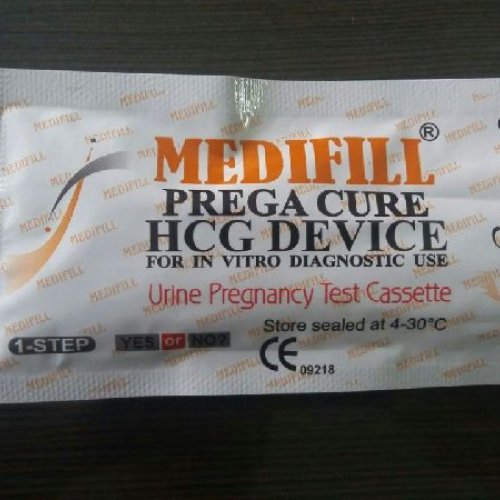 MEDIFILL®
PREGA CURE
HCG DEVICE
FOR IN VITRO DIAGNOSTIC USE
Urine Pregnancy Test Cassette
Store sealed at 4-30°C
1-STEP YES or NO?
CE 09218